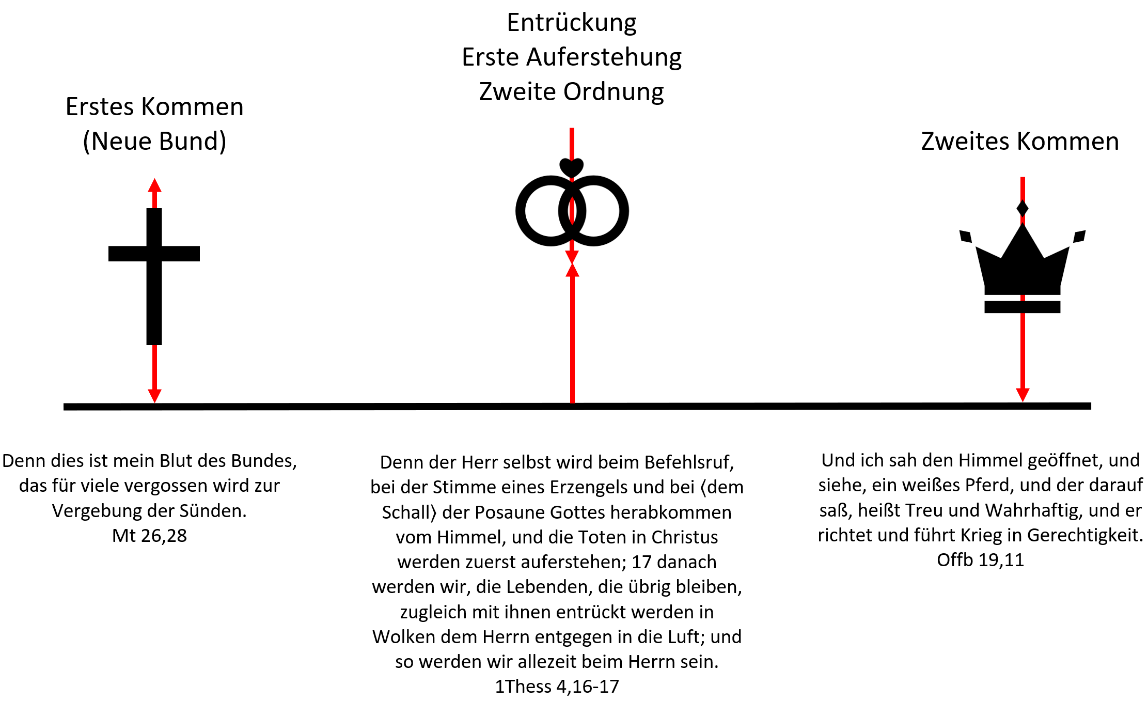 Entrückung
Erste Auferstehung
Zweite Ordnung
Erstes Kommen
(Neue Bund)
Zweites Kommen
Denn dies ist mein Blut des Bundes,
das für viele vergossen wird zur
Vergebung der Sünden.
Mt 26,28
Denn der Herr selbst wird beim Befehlsruf,
bei der Stimme eines Erzengels und bei ⟨dem
Schall⟩ der Posaune Gottes herabkommen
vom Himmel, und die Toten in Christus
werden zuerst auferstehen; 17 danach
werden wir, die Lebenden, die übrig bleiben,
zugleich mit ihnen entrückt werden in
Wolken dem Herrn entgegen in die Luft; und
so werden wir allezeit beim Herrn sein.
1Thess 4,16-17
Und ich sah den Himmel geöffnet, und
siehe, ein weißes Pferd, und der darauf
saß, heißt Treu und Wahrhaftig, und er
richtet und führt Krieg in Gerechtigkeit.
Offb 19,11